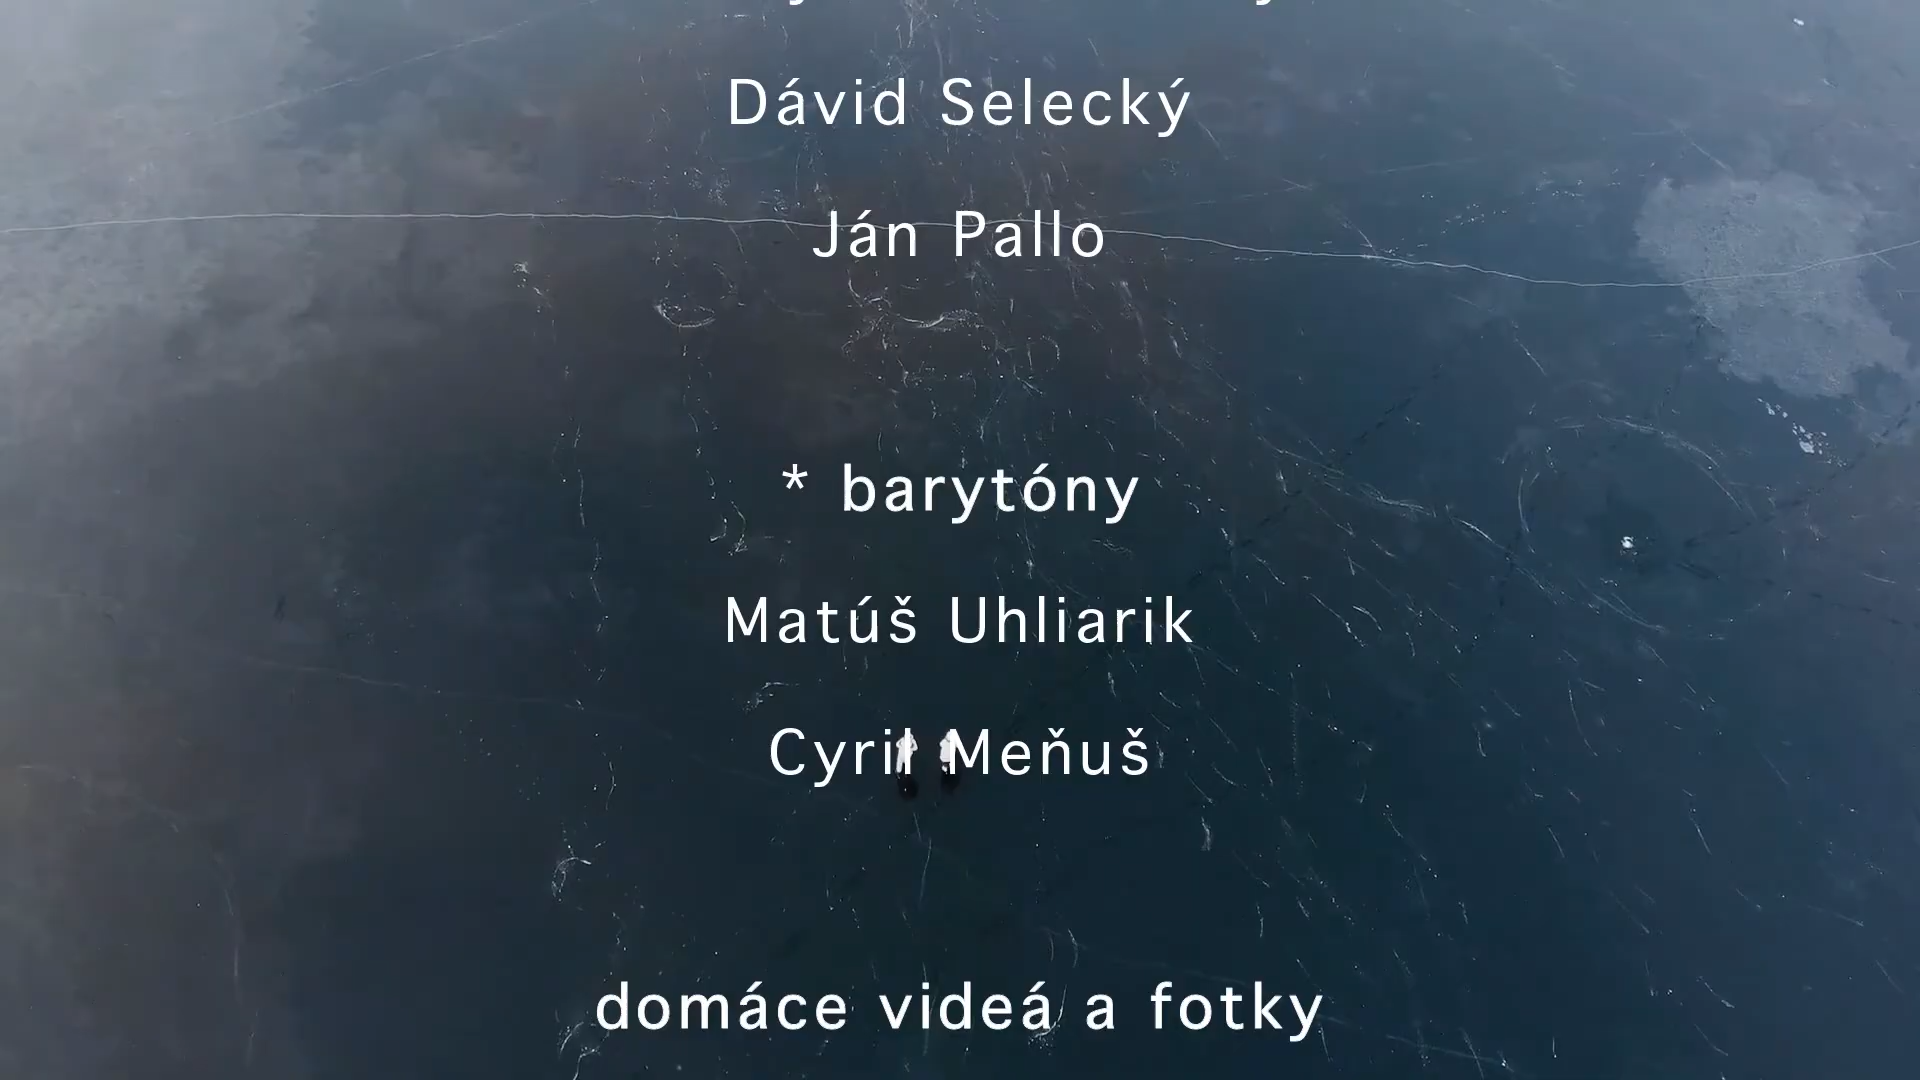 Dávid Selecký
Ján Pallo
* barytóny
Matúš Uhliarik
Cyril Meňuš
domáce videá a fotky